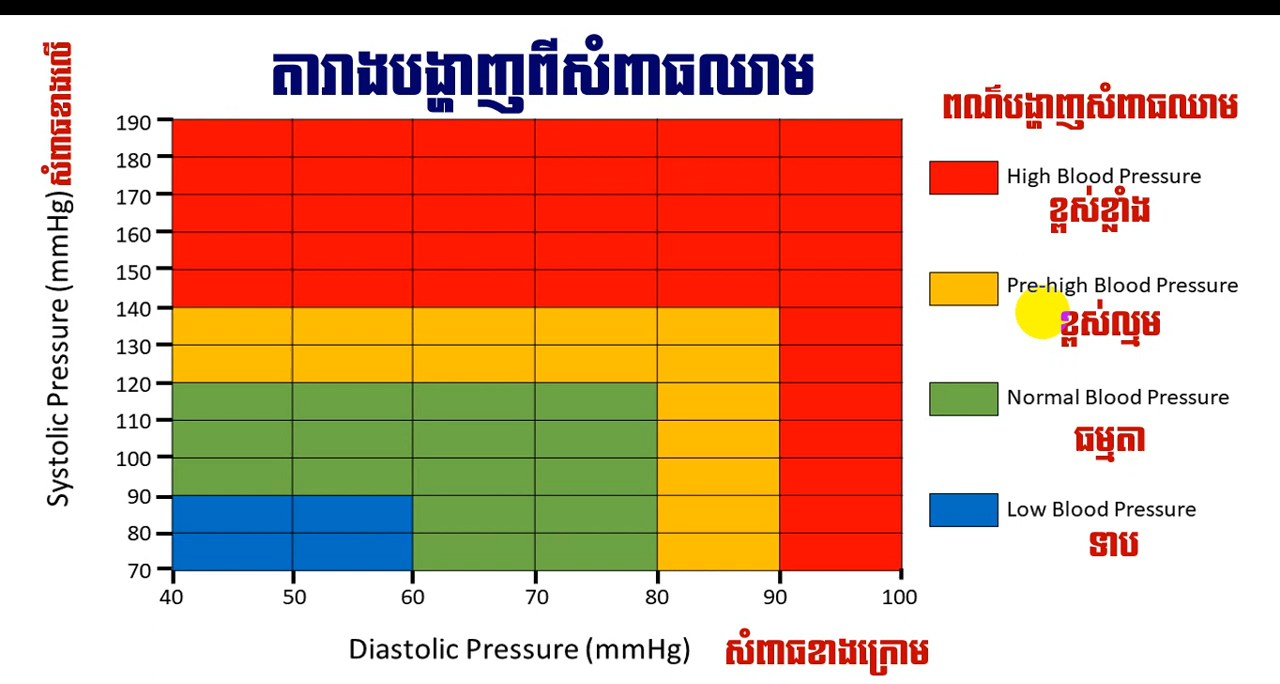 តារាងបង្ហាញពីសំពាធឈាម
សំពាធខាងលើ
Systolic Pressure (mmHg)
190
180
170
160
150
140
130
120
110
100
90
80
70
40 50 60 70 80 90 100
Diastolic Pressure (mmHg) សំពាធខាងក្រោម
ពណ៌បង្ហាញសំពាធឈាម
High Blood Pressure
ខ្ពស់ខ្លាំង
Pre-high Blood Pressure
ខ្ពស់ល្មម
Normal Blood Pressure
ធម្មតា
Low Blood Pressure
ទាប